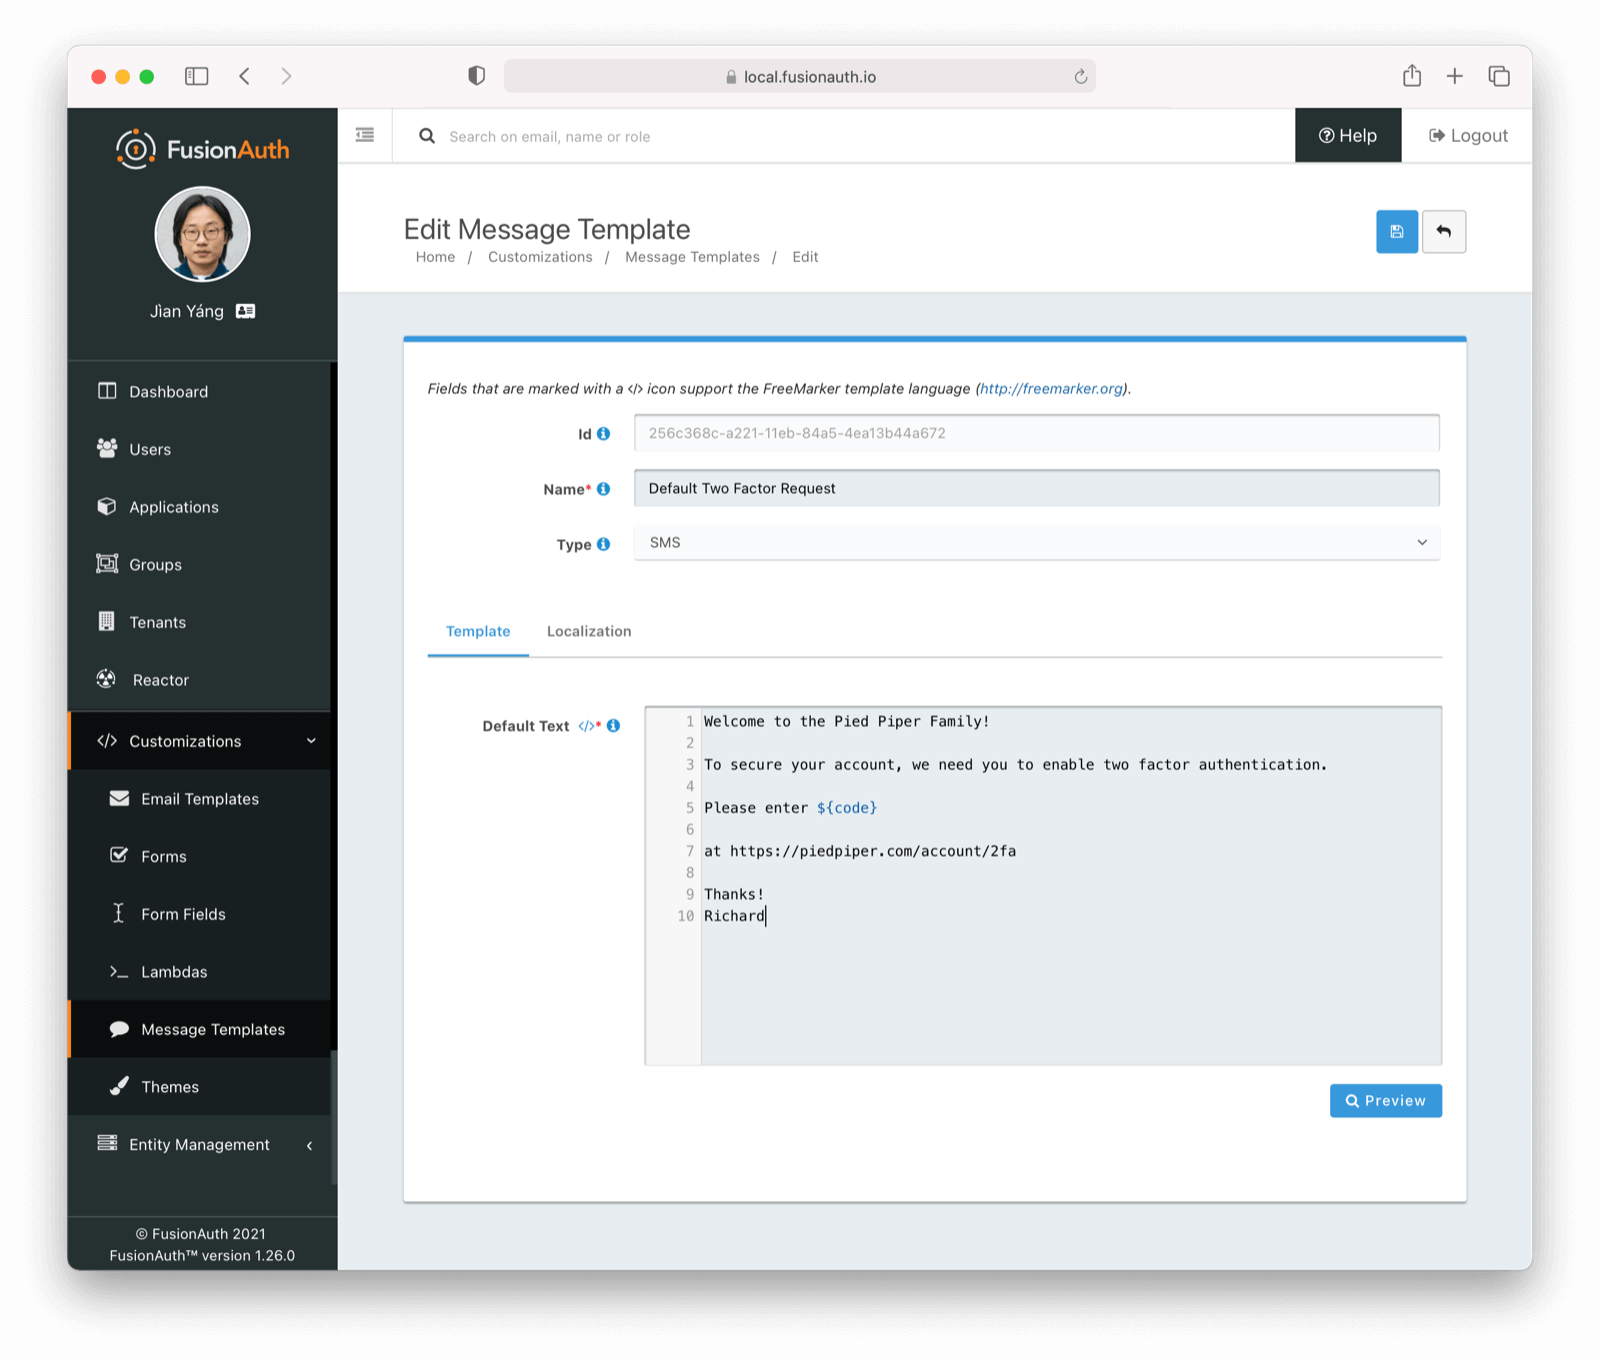 local.fusionauth.io
FusionAuth
Search on email, name or role
Help
Logout
Jìan Yáng
Edit Message Template
Home / Customizations / Message Templates / Edit
Dashboard
Users
Applications
Groups
Tenants
Reactor
Customizations
Email Templates
Forms
Form Fields
Lambdas
Message Templates
Themes
Entity Management
© FusionAuth 2021
FusionAuth™ version 1.26.0
Fields that are marked with a </> icon support the FreeMarker template language (http://freemarker.org).
Id 256c368c-a221-11eb-84a5-4ea13b44a672
Name* Default Two Factor Request
Type SMS
Template Localization
Default Text </>*
1 Welcome to the Pied Piper Family!
2
3 To secure your account, we need you to enable two factor authentication.
4
5 Please enter ${code}
6
7 at https://piedpiper.com/account/2fa
8
9 Thanks!
10 Richard
Preview